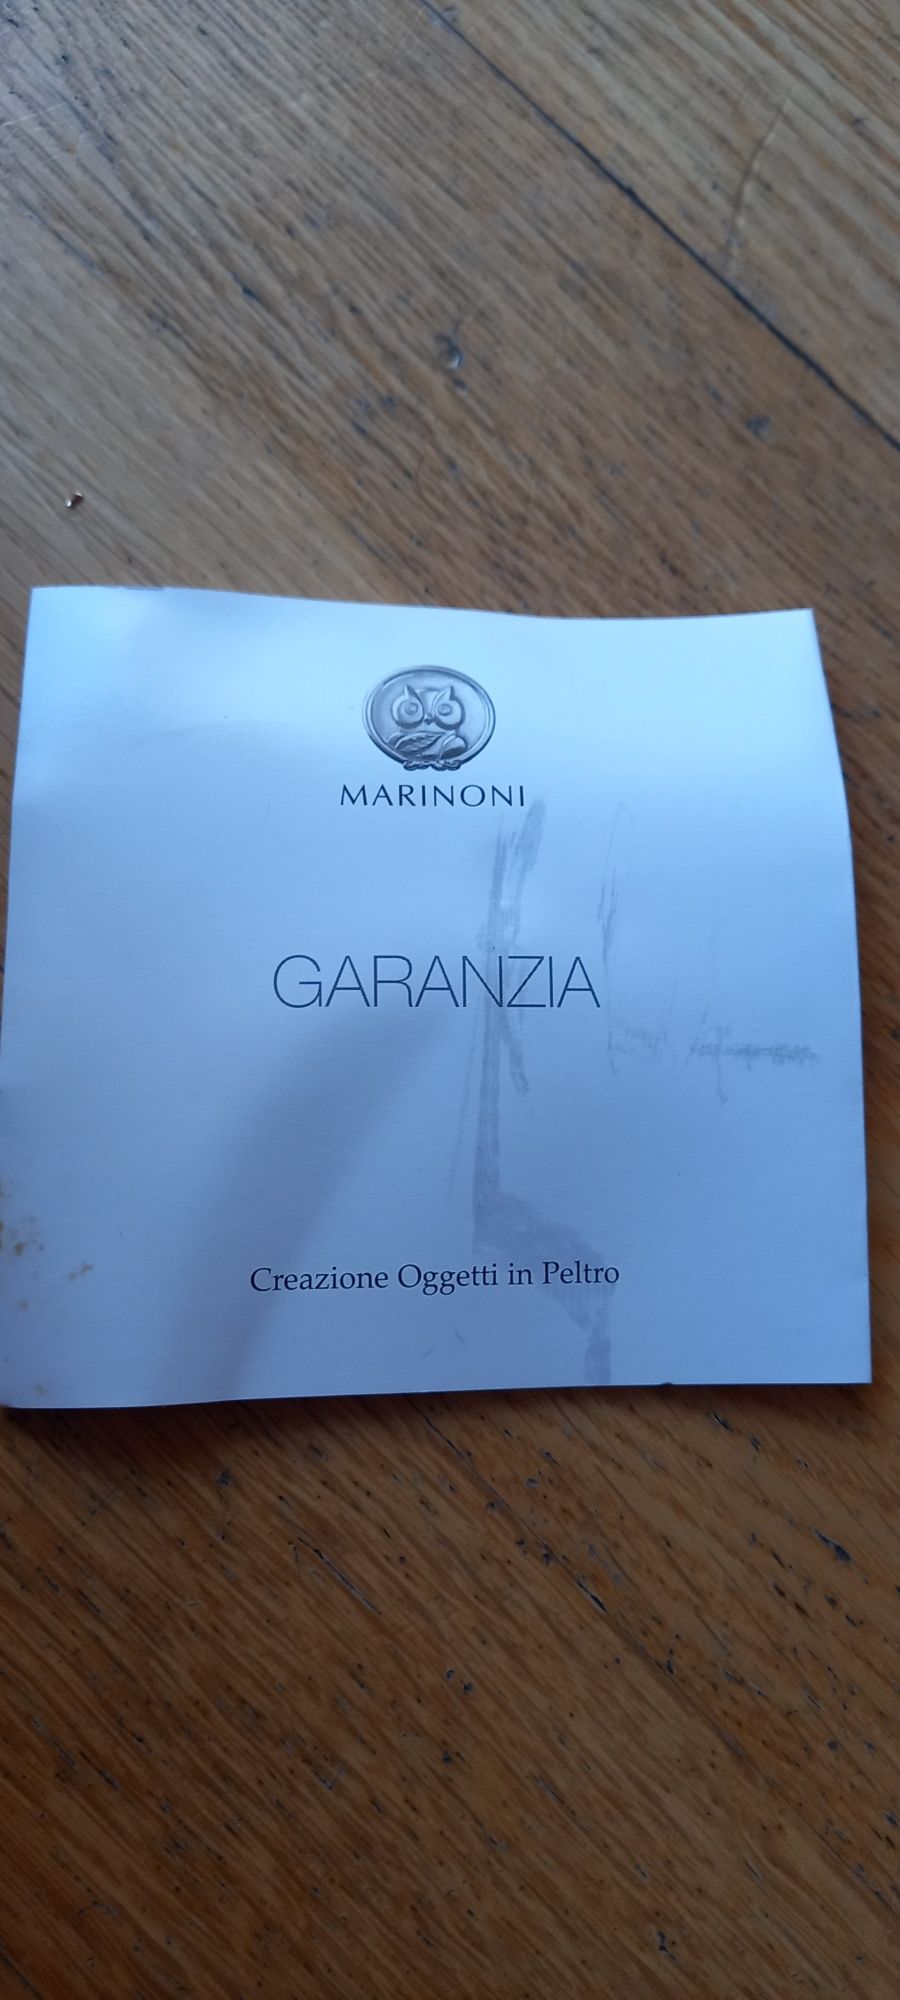 MARINONI
GARANZIA
Creazione Oggetti in Peltro